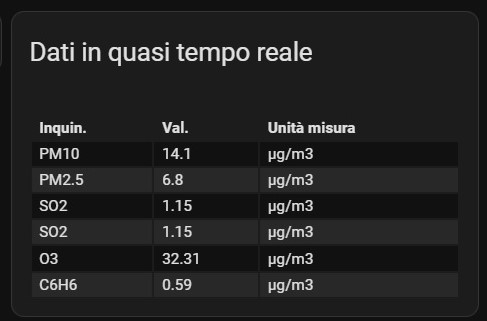 Dati in quasi tempo reale
Inquin. Val. Unità misura
PM10 14.1 µg/m3
PM2.5 6.8 µg/m3
SO2 1.15 µg/m3
SO2 1.15 µg/m3
O3 32.31 µg/m3
C6H6 0.59 µg/m3